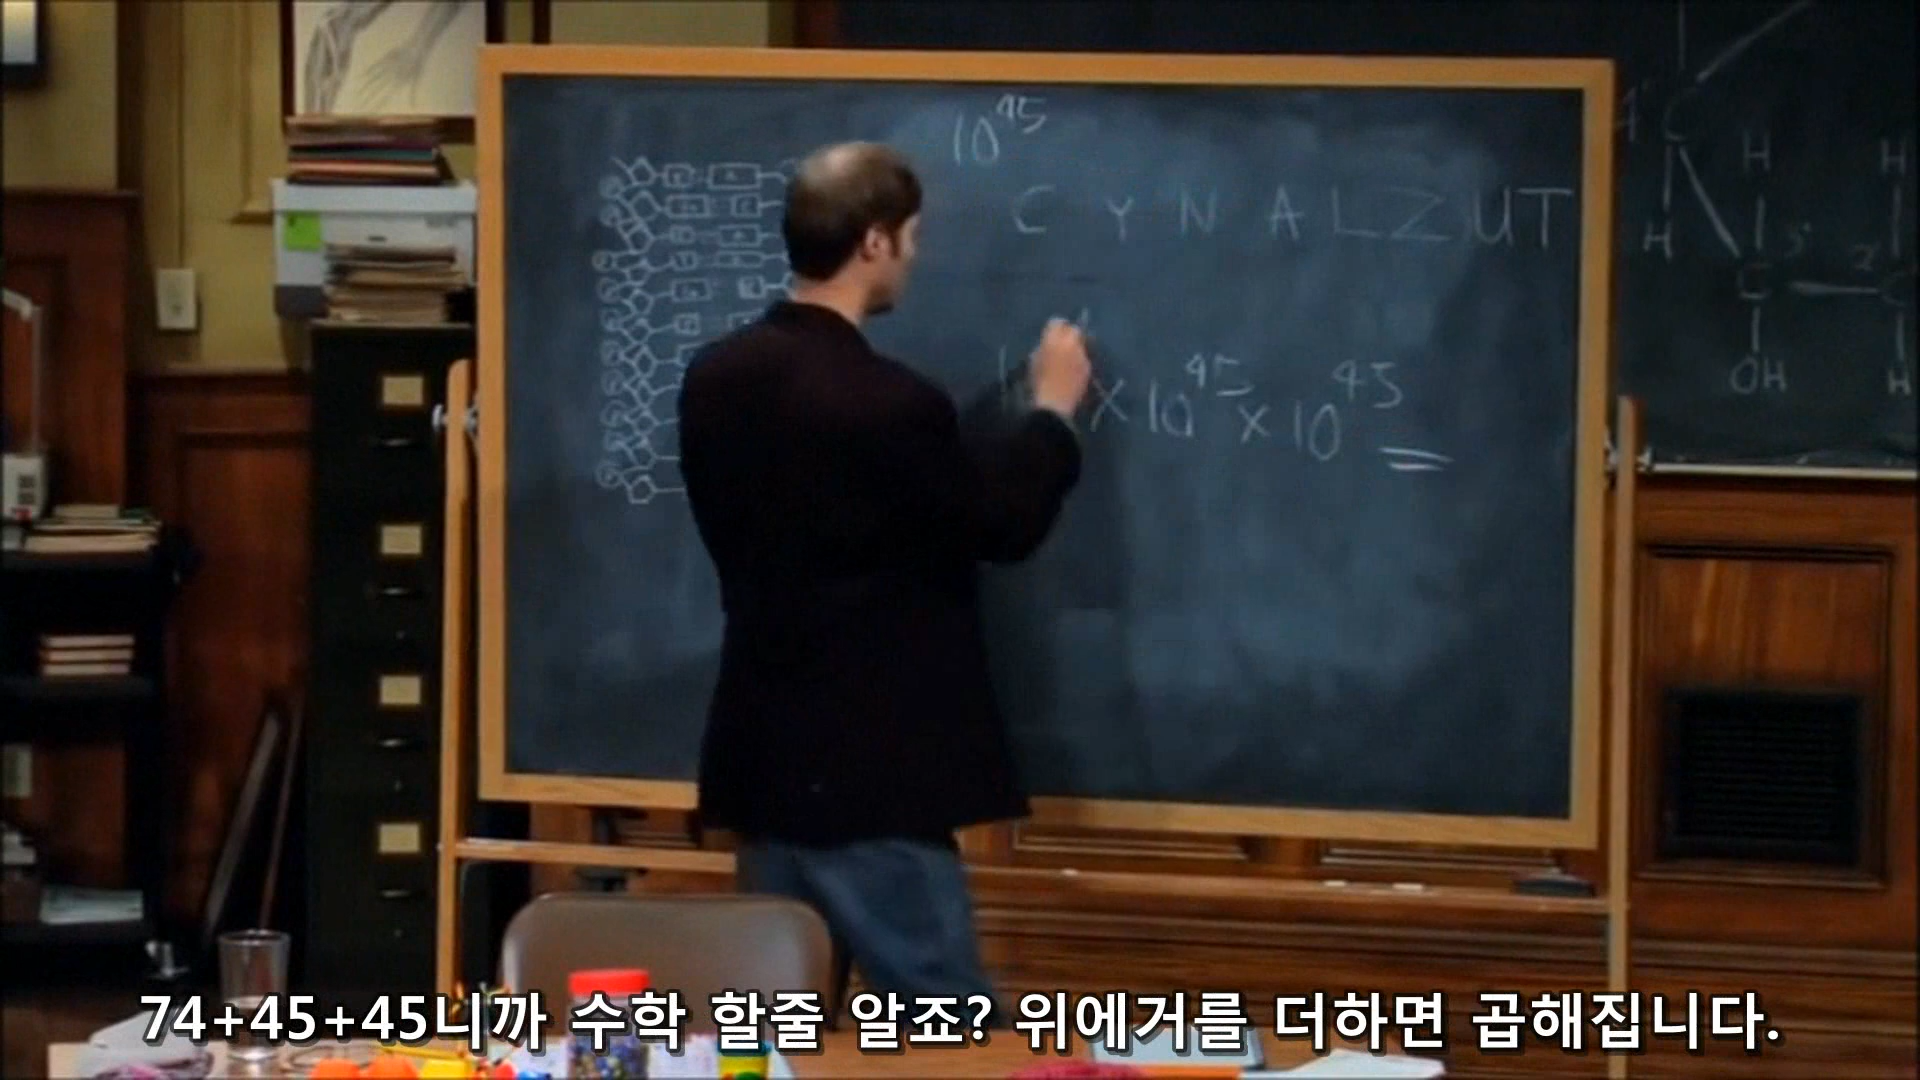 10^45
C Y N A L Z U T
× 10^45 × 10^45 =
H H
H
C C
OH H
74+45+45니까 수학 할줄 알죠? 위에거를 더하면 곱해집니다.